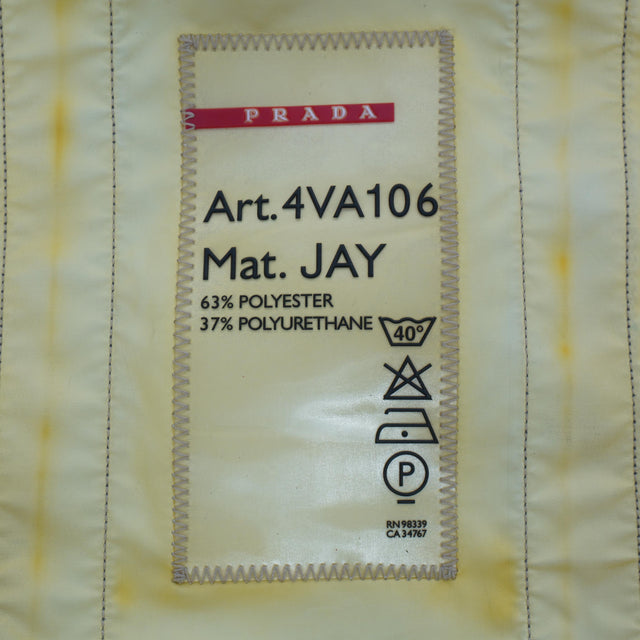 PRADA
Art. 4VA106
Mat. JAY
63% POLYESTER
37% POLYURETHANE
40°
P
RN 98339
CA 34767